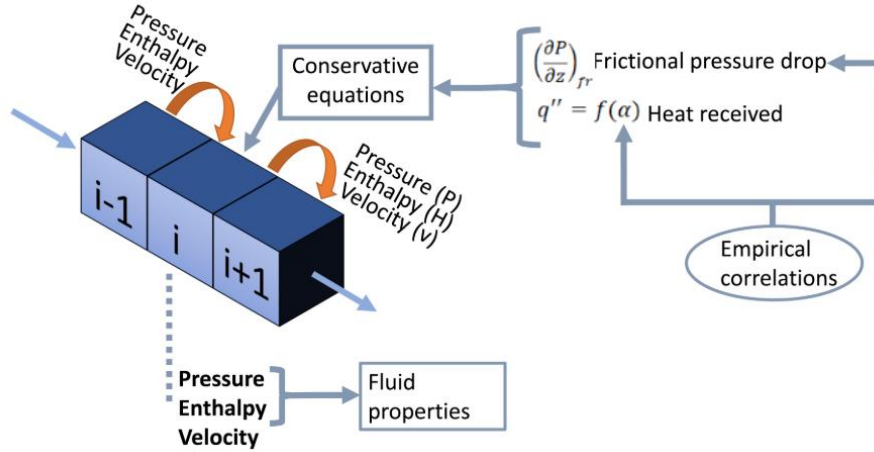 Pressure
Enthalpy
Velocity
Conservative
equations
(∂P/∂z)fr Frictional pressure drop
q'' = f(α) Heat received
Pressure (P)
Enthalpy (H)
Velocity (v)
i-1
i
i+1
Empirical
correlations
Pressure
Enthalpy
Velocity
Fluid
properties